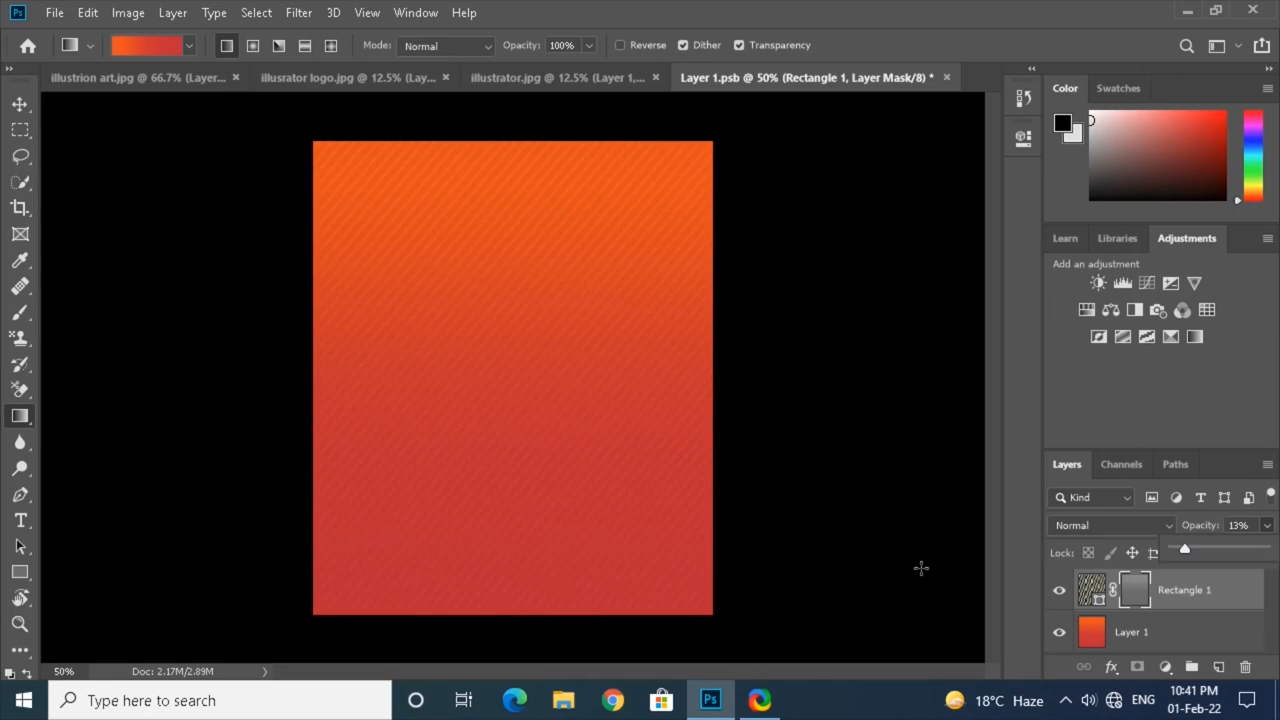 Ps File Edit Image Layer Type Select Filter 3D View Window Help
Mode: Normal Opacity: 100% Reverse Dither Transparency
illustrion art.jpg @ 66.7% (Layer... × illusrator logo.jpg @ 12.5% (Lay... × illustrator.jpg @ 12.5% (Layer 1,... × Layer 1.psb @ 50% (Rectangle 1, Layer Mask/8) * ×
Color Swatches
Learn Libraries Adjustments
Add an adjustment
Layers Channels Paths
Kind
Normal Opacity: 13%
Lock:
Rectangle 1
Layer 1
50% Doc: 2.17M/2.89M
Type here to search
Ps
18°C Haze
ENG
10:41 PM
01-Feb-22